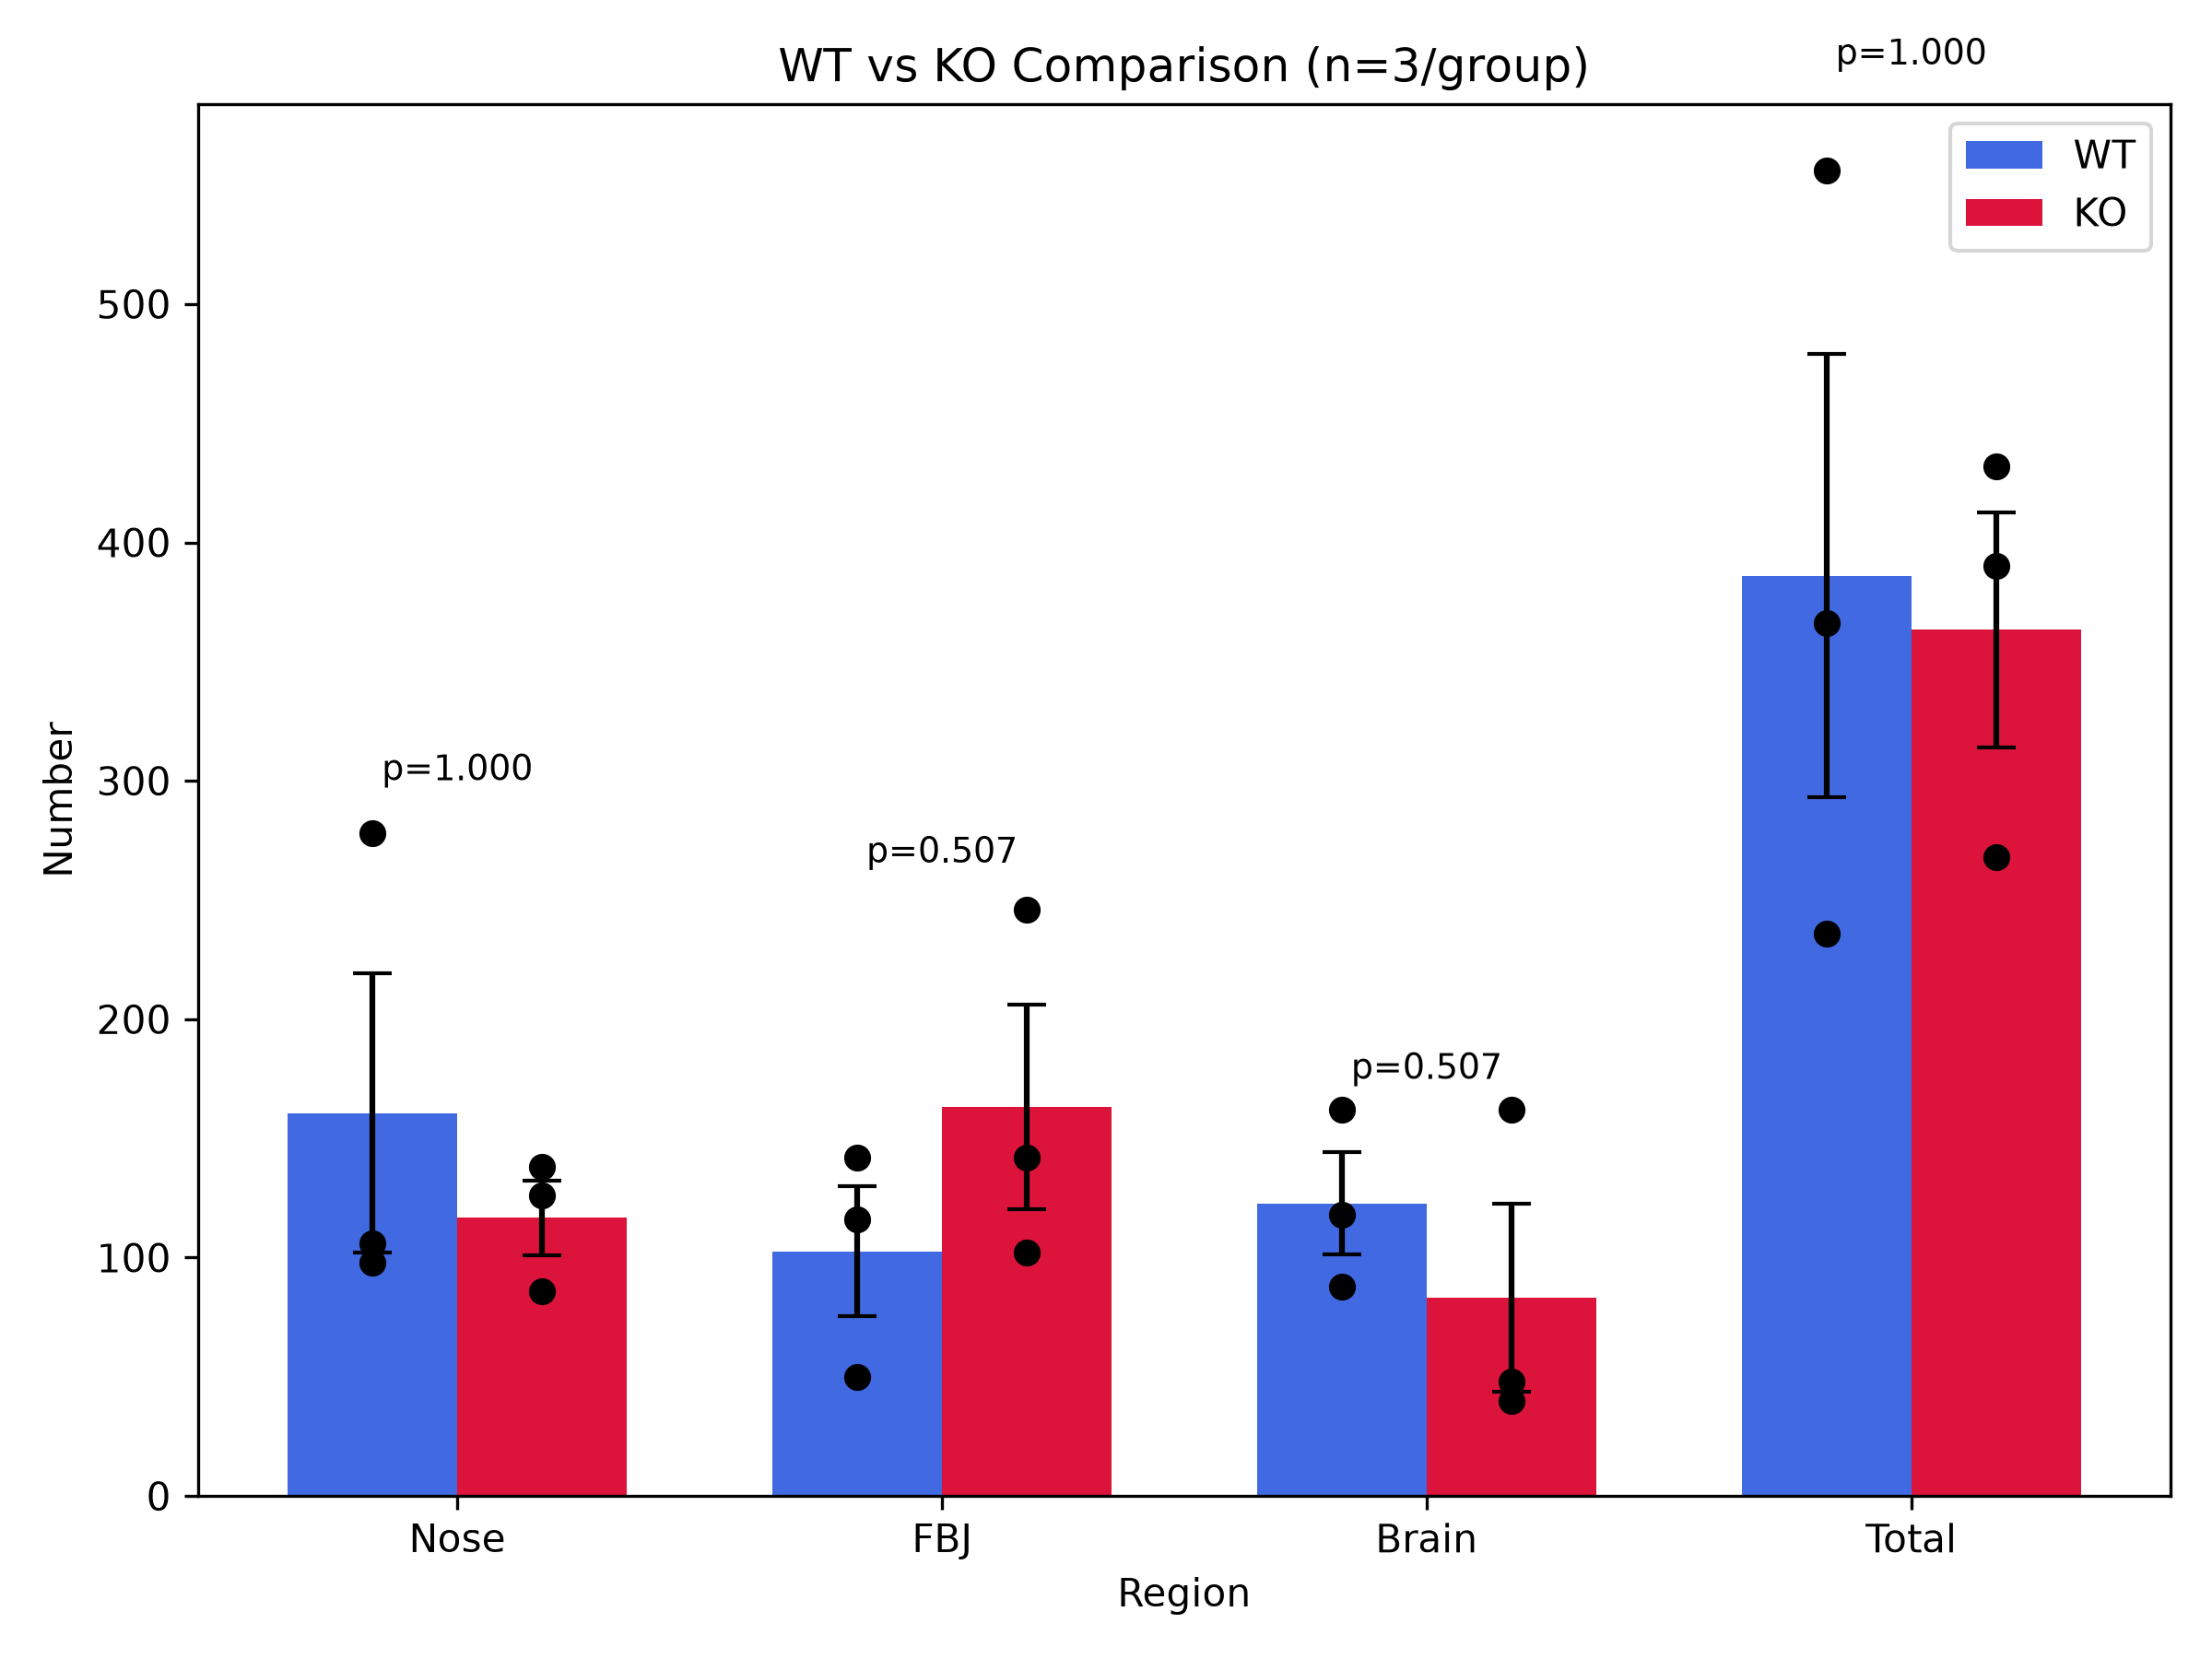 p=1.000
WT vs KO Comparison (n=3/group)
WT
KO
500
400
300
200
100
0
Number
p=1.000
p=0.507
p=0.507
Nose
FBJ
Brain
Total
Region